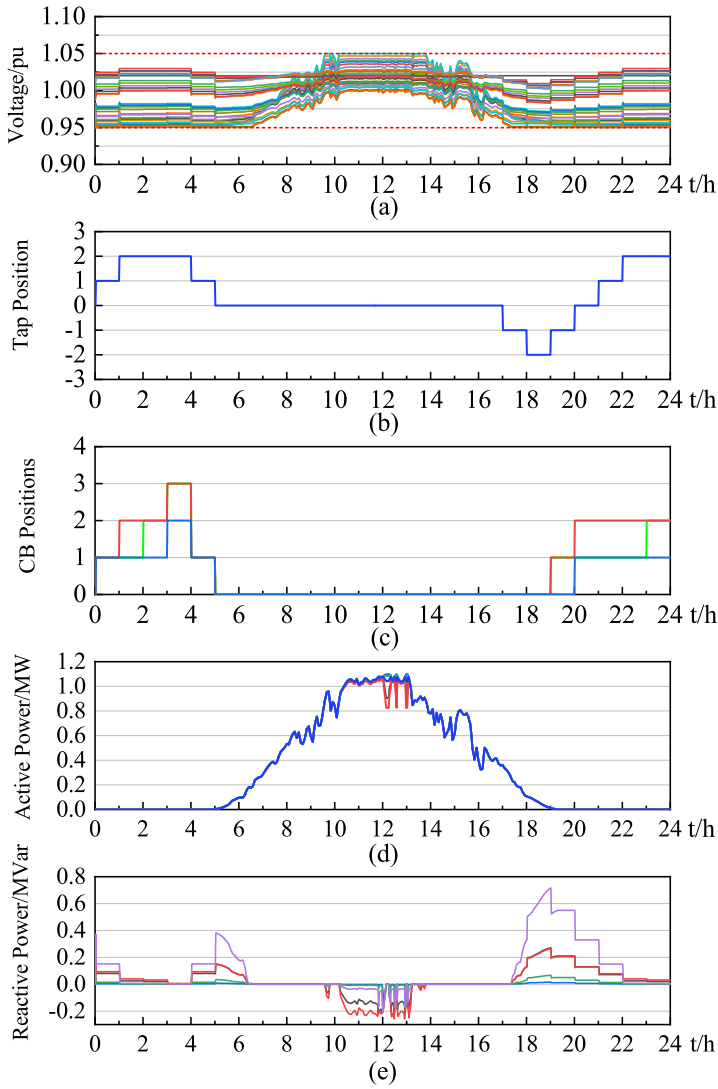 1.10
1.05
1.00
0.95
0.90
Voltage/pu
0 2 4 6 8 10 12 14 16 18 20 22 24 t/h
(a)
3
2
1
0
-1
-2
-3
Tap Position
0 2 4 6 8 10 12 14 16 18 20 22 24 t/h
(b)
4
3
2
1
0
CB Positions
0 2 4 6 8 10 12 14 16 18 20 22 24 t/h
(c)
1.2
1.0
0.8
0.6
0.4
0.2
0.0
Active Power/MW
0 2 4 6 8 10 12 14 16 18 20 22 24 t/h
(d)
0.8
0.6
0.4
0.2
0.0
-0.2
Reactive Power/MVar
0 2 4 6 8 10 12 14 16 18 20 22 24 t/h
(e)